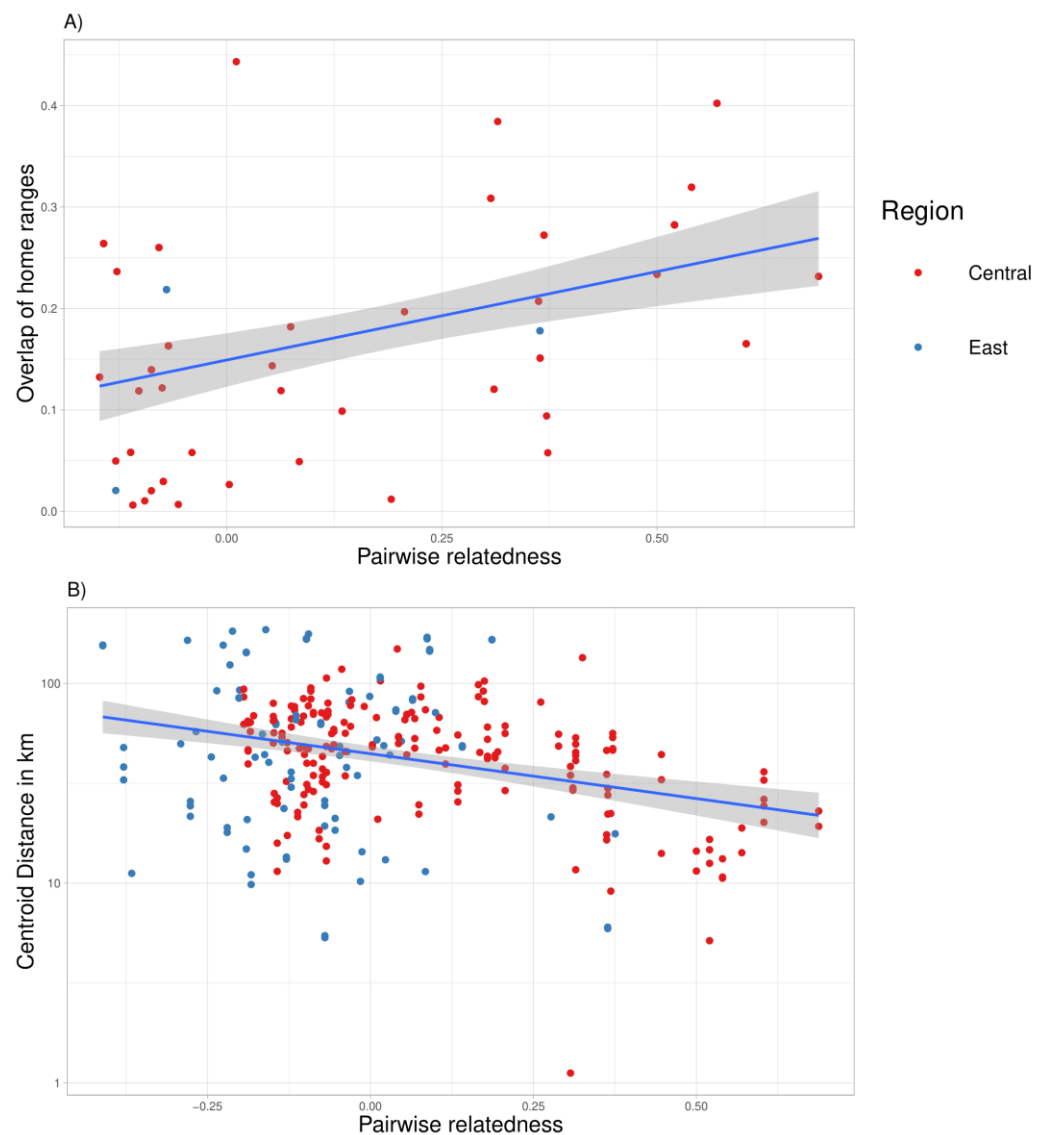 A)
Overlap of home ranges
0.4
0.3
0.2
0.1
0.0
0.00
0.25
0.50
Pairwise relatedness
Region
Central
East
B)
Centroid Distance in km
100
10
1
−0.25
0.00
0.25
0.50
Pairwise relatedness